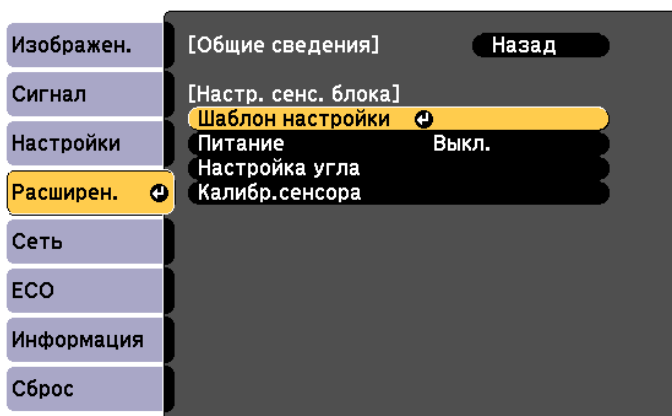 Изображен.
Сигнал
Настройки
Расширен.
Сеть
ECO
Информация
Сброс
[Общие сведения] Назад
[Настр. сенс. блока]
Шаблон настройки
Питание Выкл.
Настройка угла
Калибр.сенсора